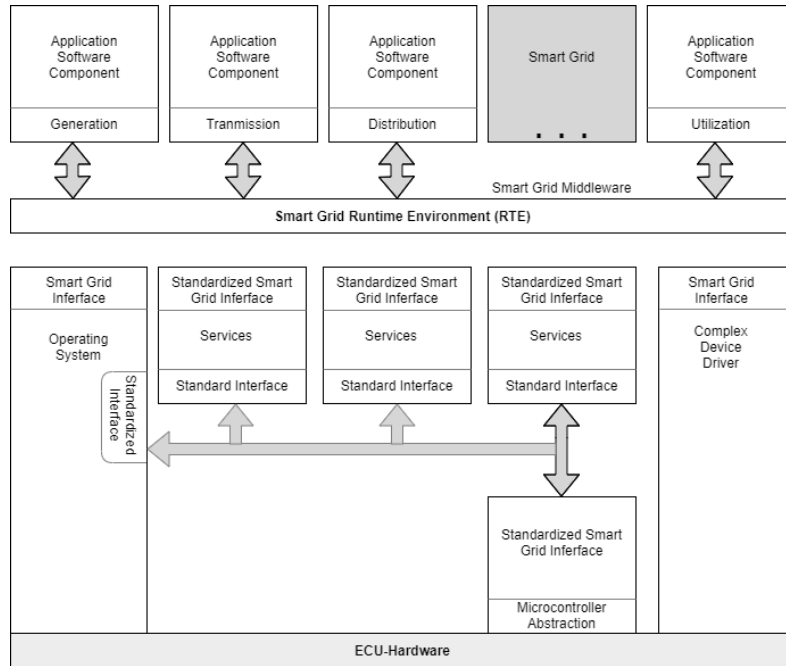 Application
Software
Component
Generation
Application
Software
Component
Tranmission
Application
Software
Component
Distribution
Smart Grid
. . .
Application
Software
Component
Utilization
Smart Grid Middleware
Smart Grid Runtime Environment (RTE)
Smart Grid
Inferface
Operating
System
Standardized
Interface
Standardized Smart
Grid Inferface
Services
Standard Interface
Standardized Smart
Grid Inferface
Services
Standard Interface
Standardized Smart
Grid Inferface
Services
Standard Interface
Smart Grid
Inferface
Complex
Device
Driver
Standardized Smart
Grid Inferface
Microcontroller
Abstraction
ECU-Hardware